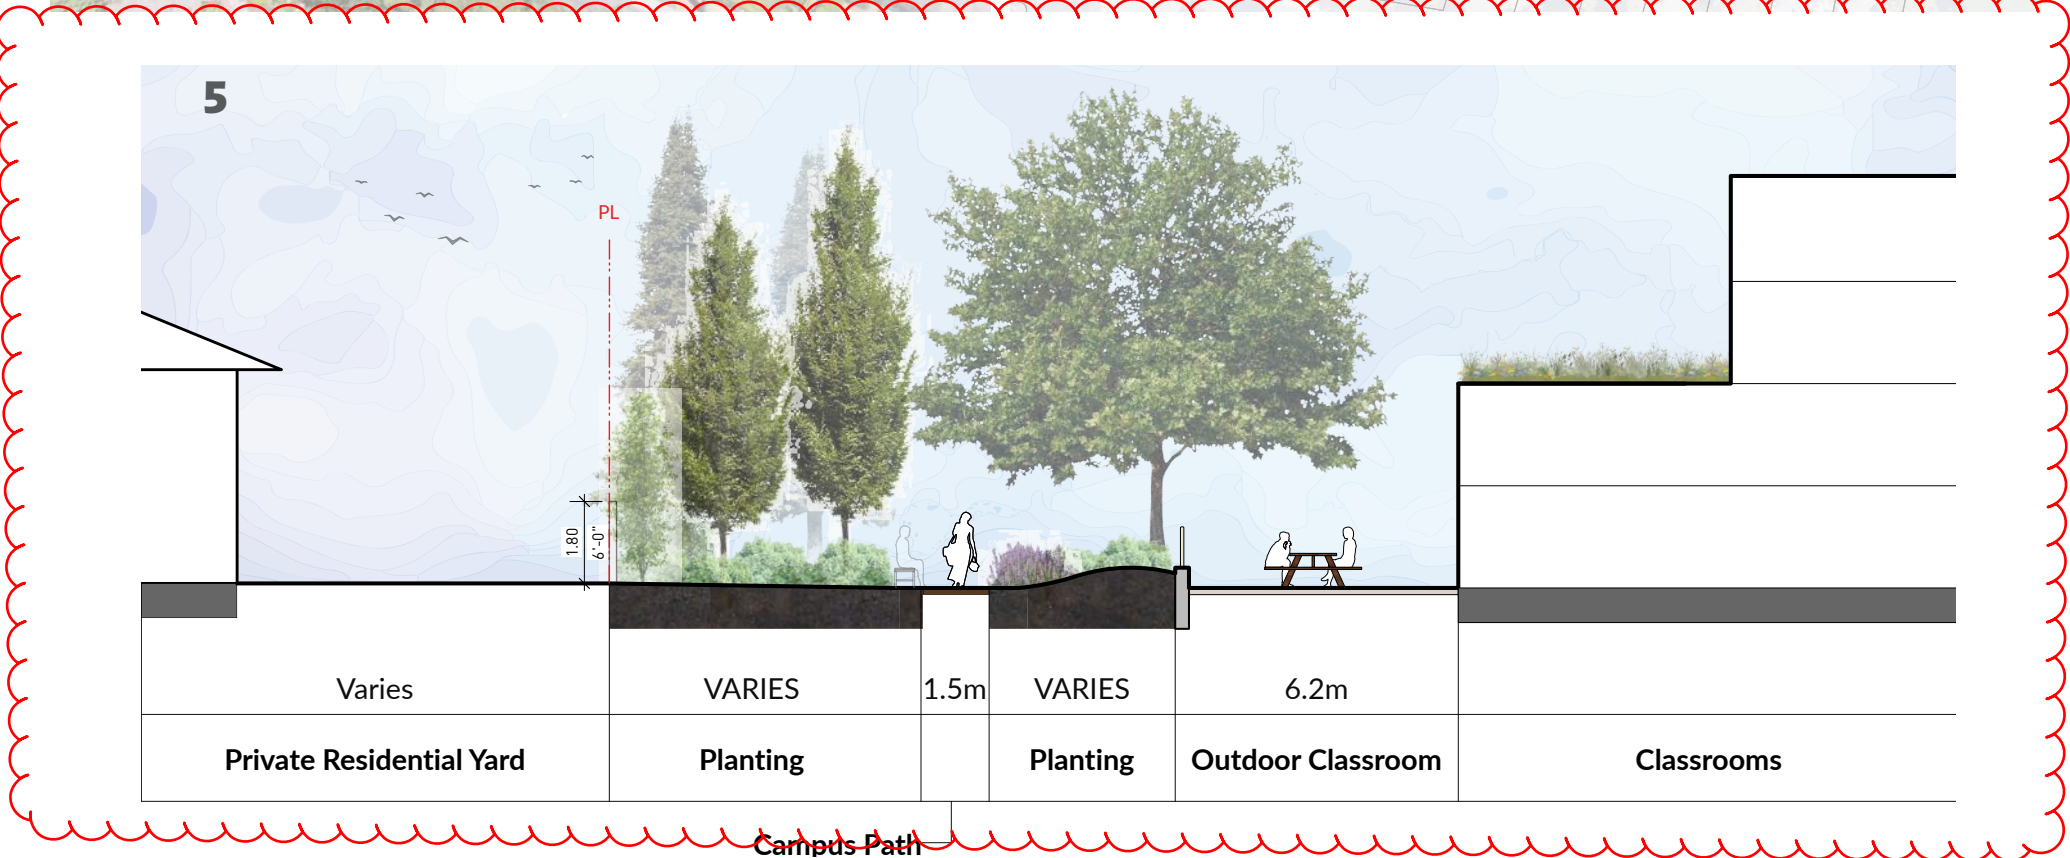 5
PL
1.80
6'-0"
Varies
VARIES
1.5m
VARIES
6.2m
Private Residential Yard
Planting
Planting
Outdoor Classroom
Classrooms
Campus Path